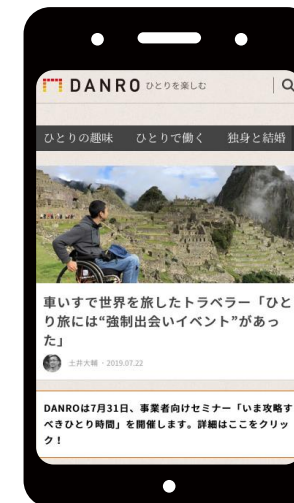 DANRO ひとりを楽しむ
ひとりの趣味 ひとりで働く 独身と結婚
車いすで世界を旅したトラベラー「ひと
り旅には“強制出会いイベント”があっ
た」
土井大輔・2019.07.22
DANROは7月31日、事業者向けセミナー「いま攻略す
べきひとり時間」を開催します。詳細はここをクリッ
ク！